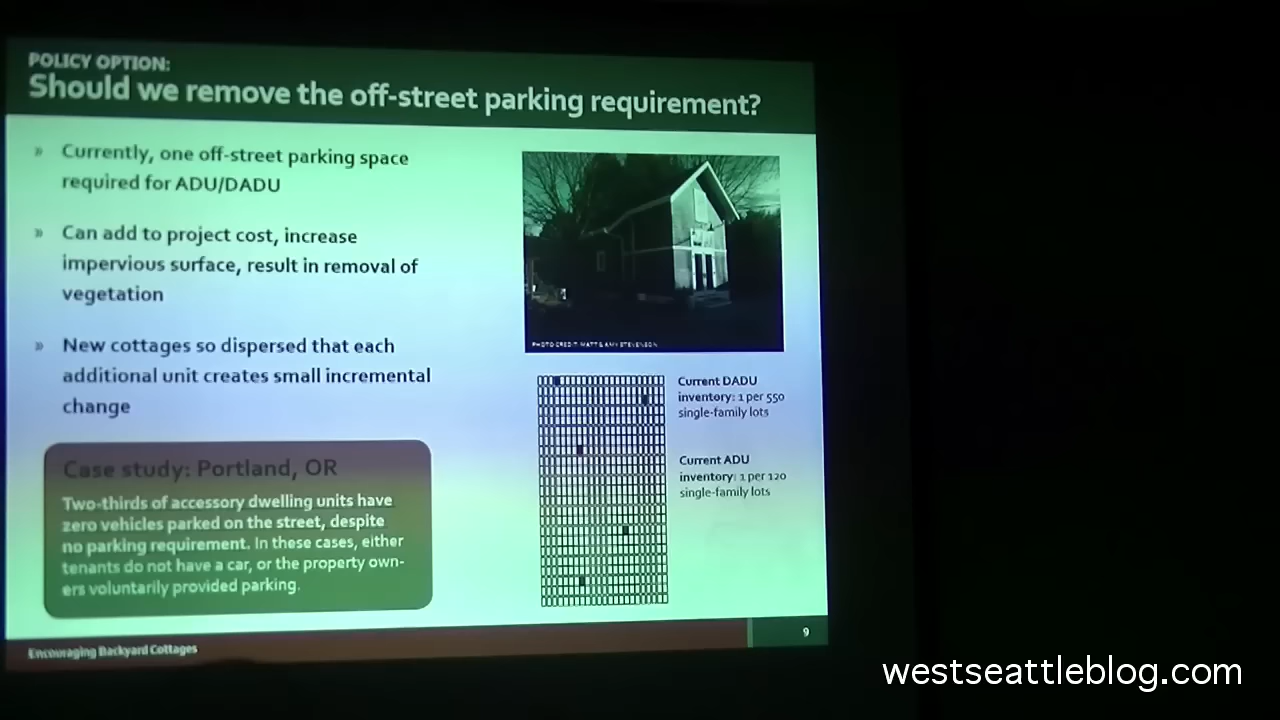 POLICY OPTION:
Should we remove the off-street parking requirement?
» Currently, one off-street parking space
required for ADU/DADU
» Can add to project cost, increase
impervious surface, result in removal of
vegetation
» New cottages so dispersed that each
additional unit creates small incremental
change
Case study: Portland, OR
Two-thirds of accessory dwelling units have
zero vehicles parked on the street, despite
no parking requirement. In these cases, either
tenants do not have a car, or the property own-
ers voluntarily provided parking.
PHOTO CREDIT: MATT & AMY STEVENSON
Current DADU
inventory: 1 per 550
single-family lots
Current ADU
inventory: 1 per 120
single-family lots
Encouraging Backyard Cottages
9
westseattleblog.com